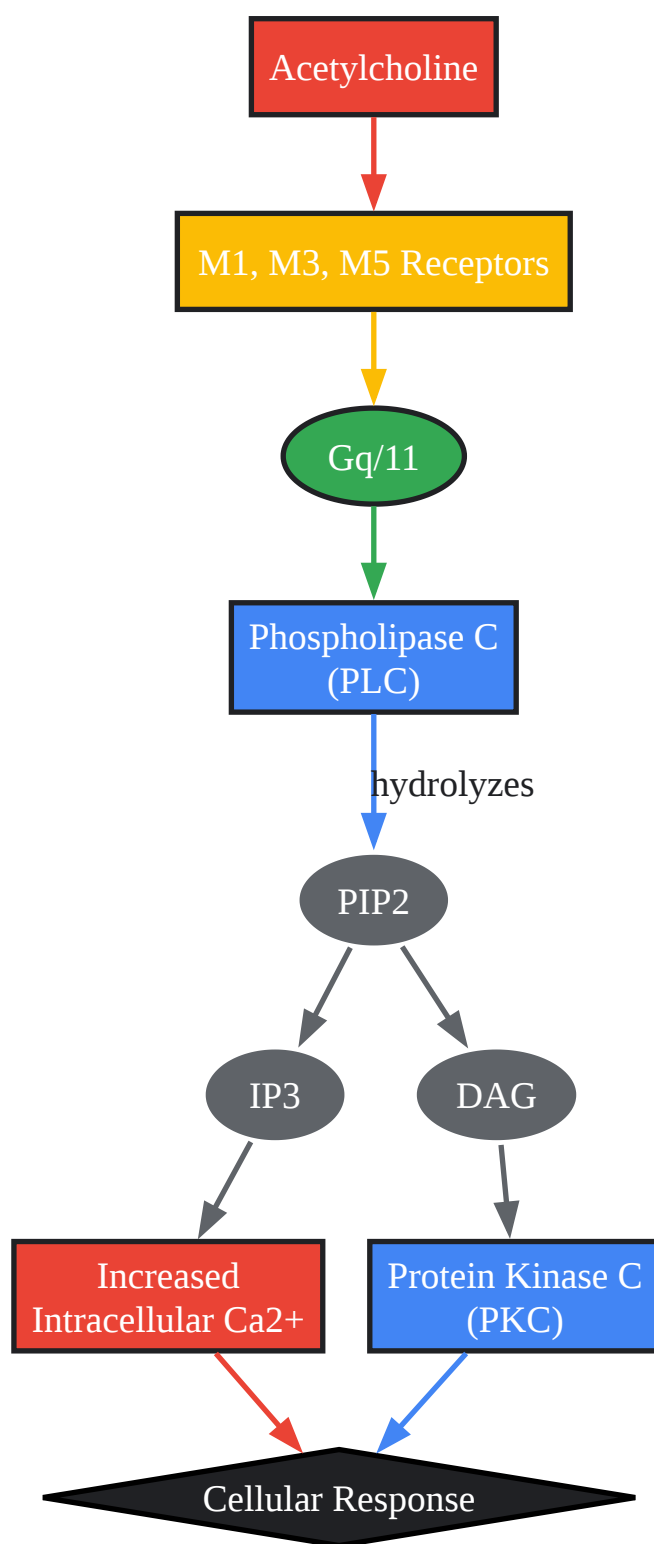 Acetylcholine
M1, M3, M5 Receptors
Gq/11
Phospholipase C
(PLC)
hydrolyzes
PIP2
IP3
DAG
Increased
Intracellular Ca2+
Protein Kinase C
(PKC)
Cellular Response